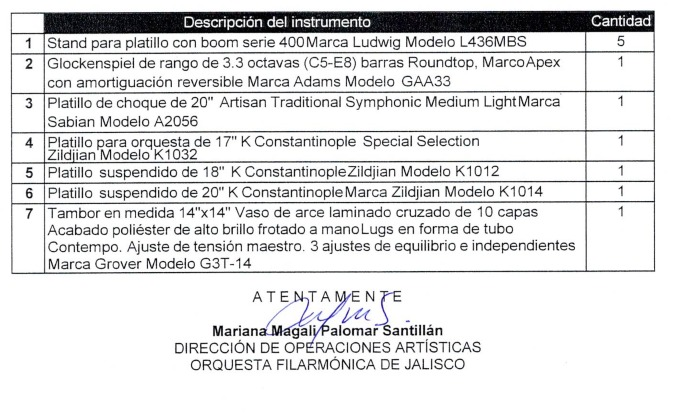 Descripción del instrumento Cantidad
1 Stand para platillo con boom serie 400 Marca Ludwig Modelo L436MBS 5
2 Glockenspiel de rango de 3.3 octavas (C5-E8) barras Roundtop, Marco Apex 1
con amortiguación reversible Marca Adams Modelo GAA33
3 Platillo de choque de 20" Artisan Traditional Symphonic Medium Light Marca 1
Sabian Modelo A2056
4 Platillo para orquesta de 17" K Constantinople Special Selection 1
Zildjian Modelo K1032
5 Platillo suspendido de 18" K Constantinople Zildjian Modelo K1012 1
6 Platillo suspendido de 20" K Constantinople Marca Zildjian Modelo K1014 1
7 Tambor en medida 14"x14" Vaso de arce laminado cruzado de 10 capas 1
Acabado poliéster de alto brillo frotado a mano Lugs en forma de tubo
Contempo. Ajuste de tensión maestro. 3 ajustes de equilibrio e independientes
Marca Grover Modelo G3T-14
ATENTAMENTE
Mariana Magali Palomar Santillán
DIRECCIÓN DE OPERACIONES ARTÍSTICAS
ORQUESTA FILARMÓNICA DE JALISCO